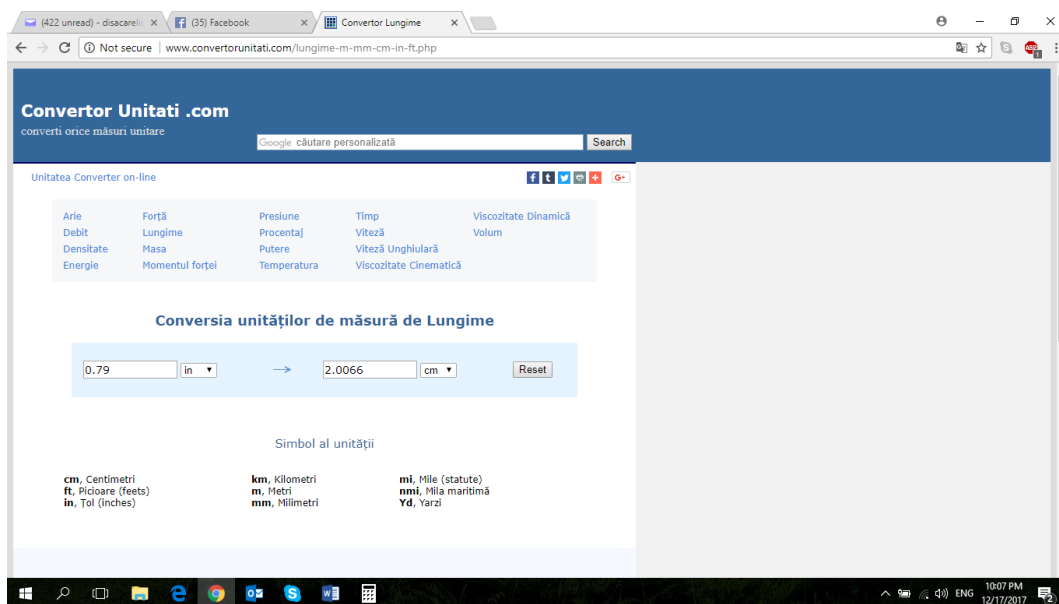 (422 unread) - disacareli
(35) Facebook
Convertor Lungime
Not secure | www.convertorunitati.com/lungime-m-mm-cm-in-ft.php
Convertor Unitati .com
converti orice măsuri unitare
Google căutare personalizată Search
Unitatea Converter on-line
G+
Arie Forță Presiune Timp Viscozitate Dinamică
Debit Lungime Procentaj Viteză Volum
Densitate Masa Putere Viteză Unghiulară
Energie Momentul forței Temperatura Viscozitate Cinematică
Conversia unităților de măsură de Lungime
0.79 in → 2.0066 cm Reset
Simbol al unității
cm, Centimetri km, Kilometri mi, Mile (statute)
ft, Picioare (feets) m, Metri nmi, Mila maritimă
in, Țol (inches) mm, Milimetri Yd, Yarzi
ENG
10:07 PM
12/17/2017